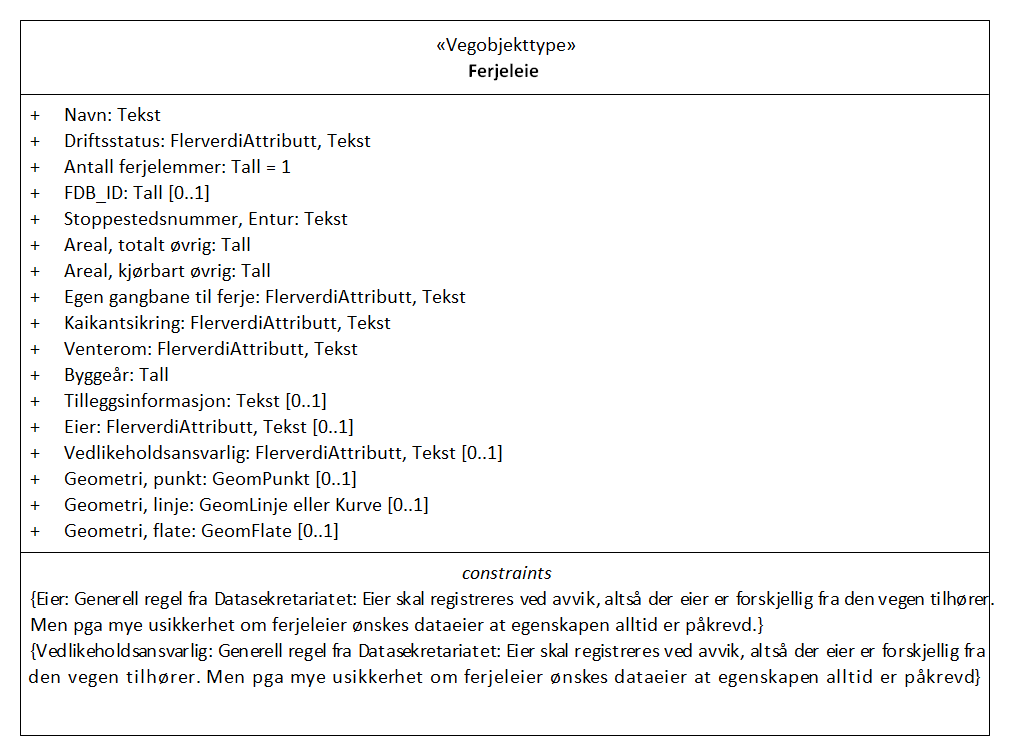 «Vegobjekttype»
Ferjeleie
+ Navn: Tekst
+ Driftsstatus: FlerverdiAttributt, Tekst
+ Antall ferjelemmer: Tall = 1
+ FDB_ID: Tall [0..1]
+ Stoppestedsnummer, Entur: Tekst
+ Areal, totalt øvrig: Tall
+ Areal, kjørbart øvrig: Tall
+ Egen gangbane til ferje: FlerverdiAttributt, Tekst
+ Kaikantsikring: FlerverdiAttributt, Tekst
+ Venterom: FlerverdiAttributt, Tekst
+ Byggeår: Tall
+ Tilleggsinformasjon: Tekst [0..1]
+ Eier: FlerverdiAttributt, Tekst [0..1]
+ Vedlikeholdsansvarlig: FlerverdiAttributt, Tekst [0..1]
+ Geometri, punkt: GeomPunkt [0..1]
+ Geometri, linje: GeomLinje eller Kurve [0..1]
+ Geometri, flate: GeomFlate [0..1]
constraints
{Eier: Generell regel fra Datasekretariatet: Eier skal registreres ved avvik, altså der eier er forskjellig fra den vegen tilhører.
Men pga mye usikkerhet om ferjeleier ønskes dataeier at egenskapen alltid er påkrevd.}
{Vedlikeholdsansvarlig: Generell regel fra Datasekretariatet: Eier skal registreres ved avvik, altså der eier er forskjellig fra
den vegen tilhører. Men pga mye usikkerhet om ferjeleier ønskes dataeier at egenskapen alltid er påkrevd}